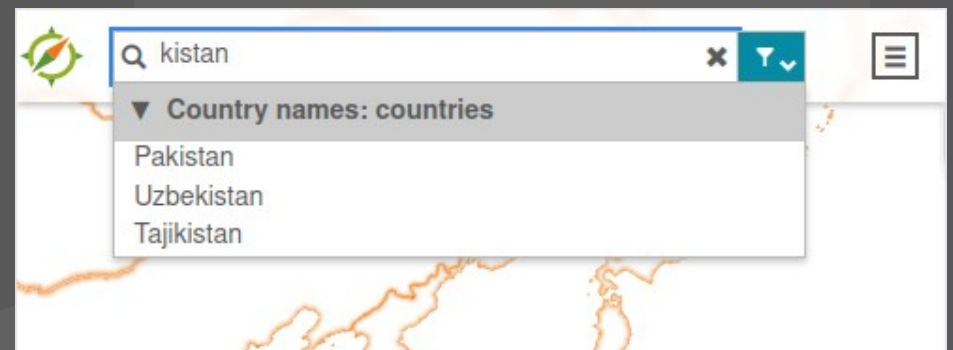 kistan
▼ Country names: countries
Pakistan
Uzbekistan
Tajikistan